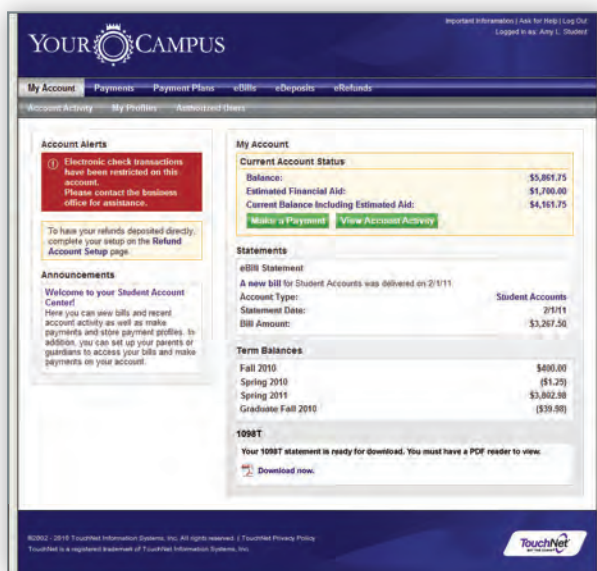 Important Information | Ask for Help | Log Out
Logged in as: Amy L. Student
YOUR CAMPUS
My Account Payments Payment Plans eBills eDeposits eRefunds
Account Activity My Profiles Authorized Users
Account Alerts
Electronic check transactions
have been restricted on this
account.
Please contact the business
office for assistance.
To have your refunds deposited directly,
complete your setup on the Refund
Account Setup page.
Announcements
Welcome to your Student Account
Center!
Here you can view bills and recent
account activity as well as make
payments and store payment profiles. In
addition, you can set up your parents or
guardians to access your bills and make
payments on your account.
My Account
Current Account Status
Balance: $5,861.75
Estimated Financial Aid: $1,700.00
Current Balance Including Estimated Aid: $4,161.75
Make a Payment View Account Activity
Statements
eBill Statement
A new bill for Student Accounts was delivered on 2/1/11
Account Type: Student Accounts
Statement Date: 2/1/11
Bill Amount: $3,267.50
Term Balances
Fall 2010 $400.00
Spring 2010 ($1.25)
Spring 2011 $3,802.98
Graduate Fall 2010 ($39.98)
1098T
Your 1098T statement is ready for download. You must have a PDF reader to view.
Download now.
©2002 - 2010 TouchNet Information Systems, Inc. All rights reserved. | TouchNet Privacy Policy
TouchNet is a registered trademark of TouchNet Information Systems, Inc.
TouchNet